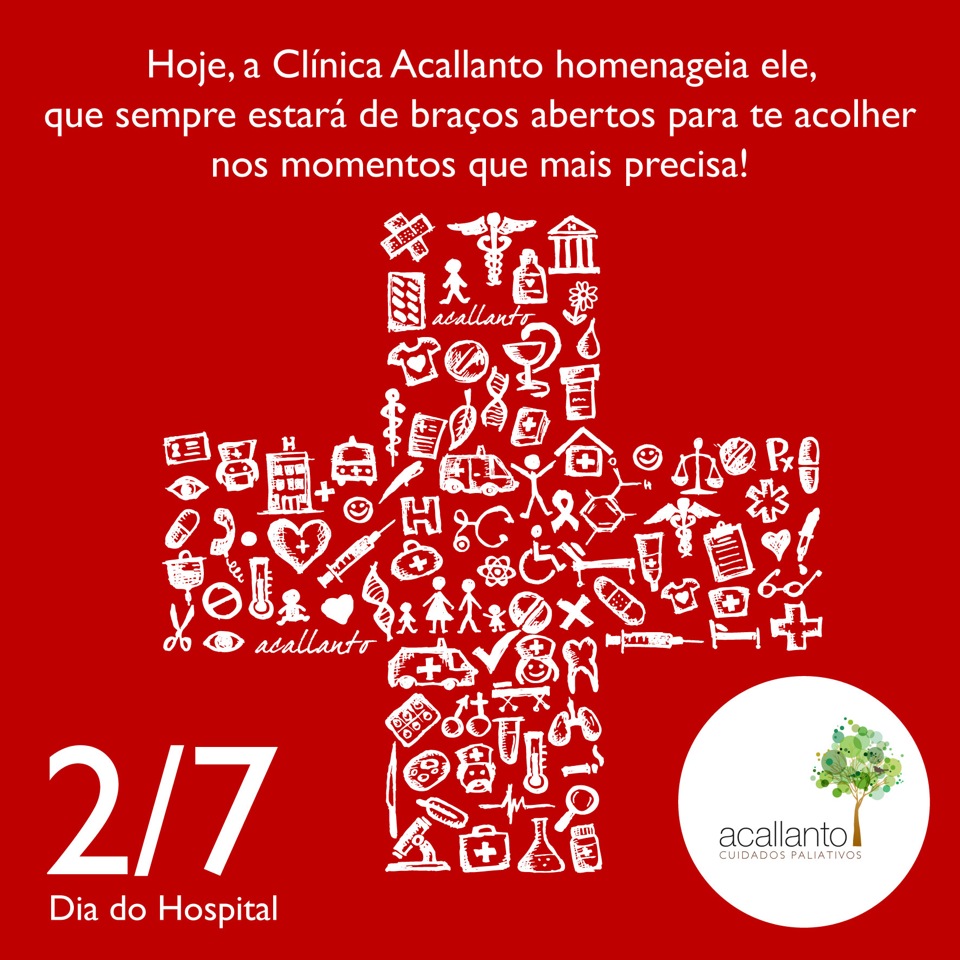 Hoje, a Clínica Acallanto homenageia ele,
que sempre estará de braços abertos para te acolher
nos momentos que mais precisa!
H
acallanto
H
Rx
H
H
acallanto
2/7
Dia do Hospital
acallanto
CUIDADOS PALIATIVOS